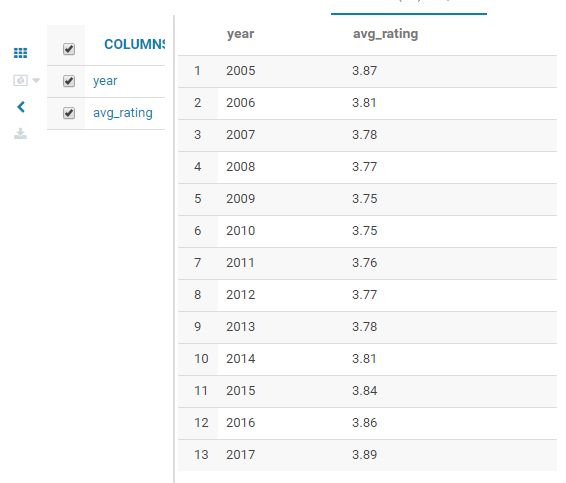 COLUMNS
year
avg_rating
year avg_rating
1 2005 3.87
2 2006 3.81
3 2007 3.78
4 2008 3.77
5 2009 3.75
6 2010 3.75
7 2011 3.76
8 2012 3.77
9 2013 3.78
10 2014 3.81
11 2015 3.84
12 2016 3.86
13 2017 3.89